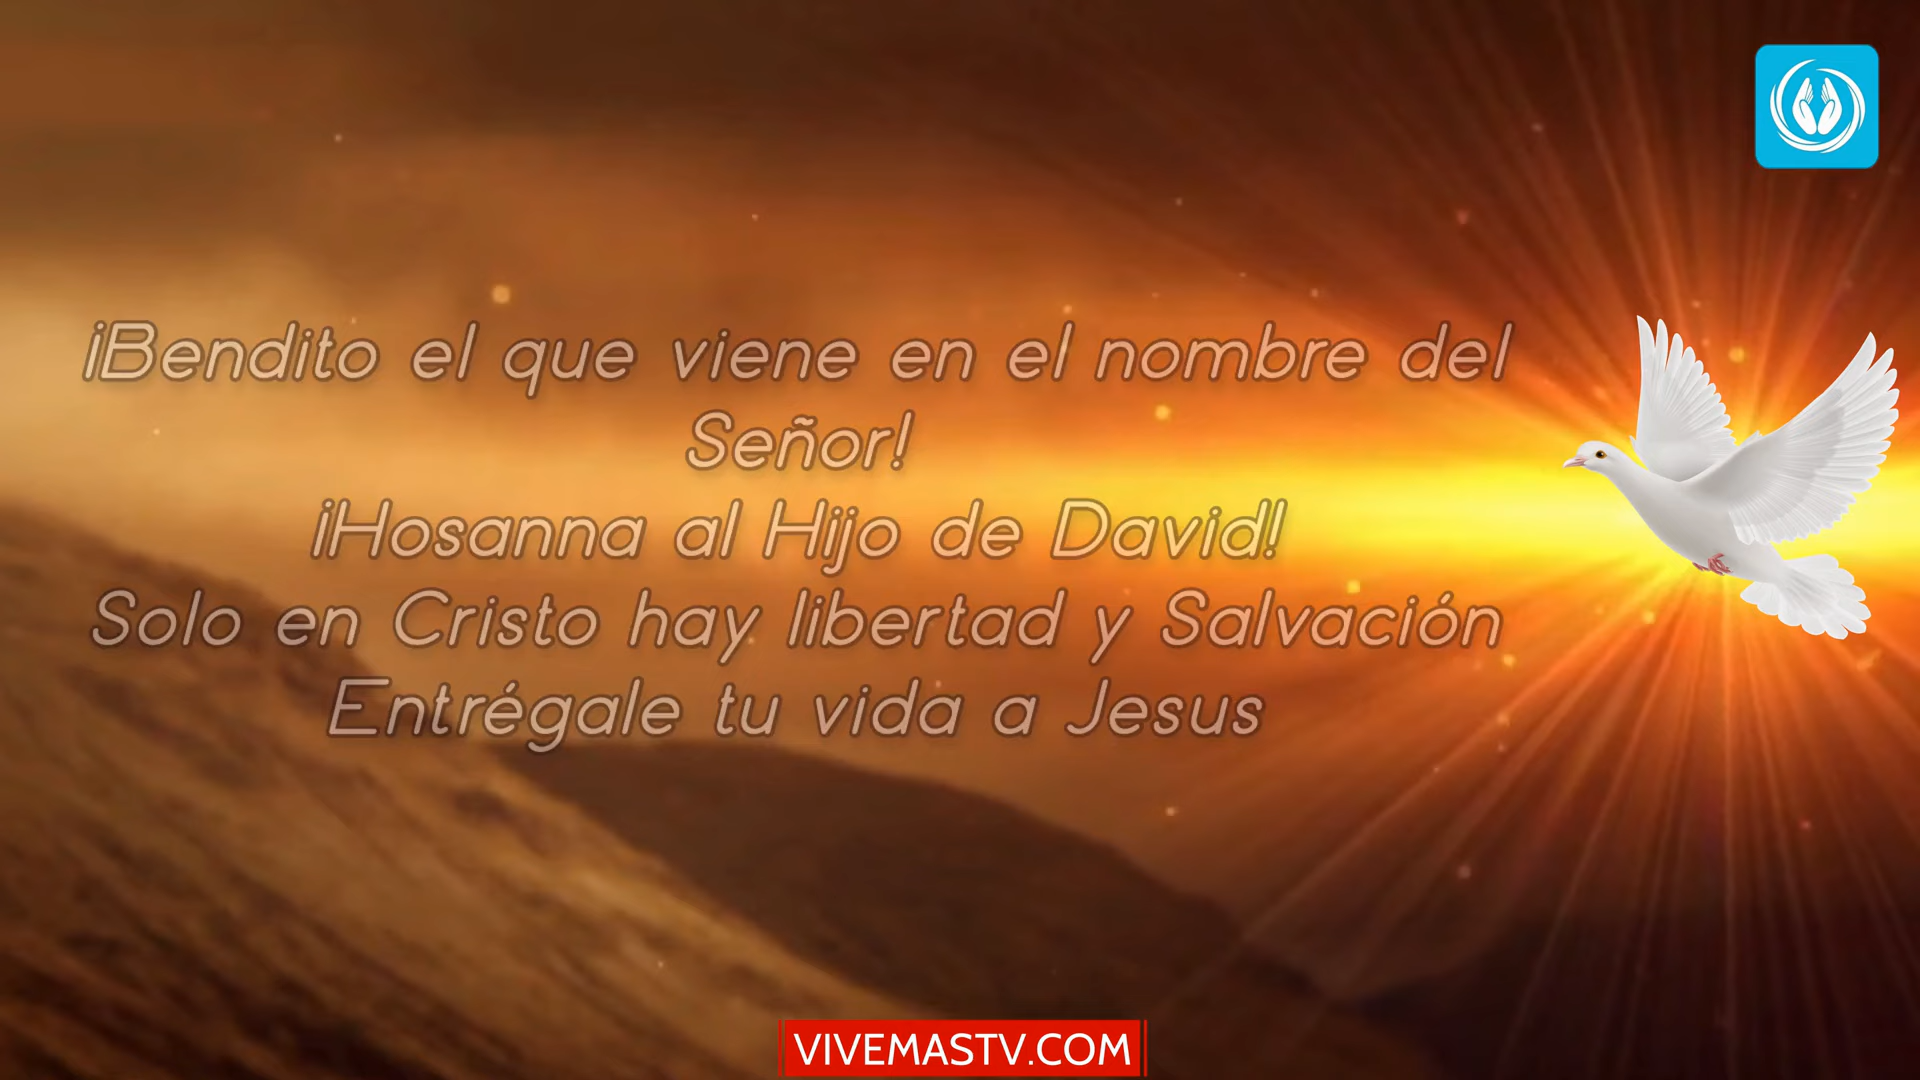 ¡Bendito el que viene en el nombre del
Señor!
¡Hosanna al Hijo de David!
Solo en Cristo hay libertad y Salvación
Entrégale tu vida a Jesus
VIVEMASTV.COM